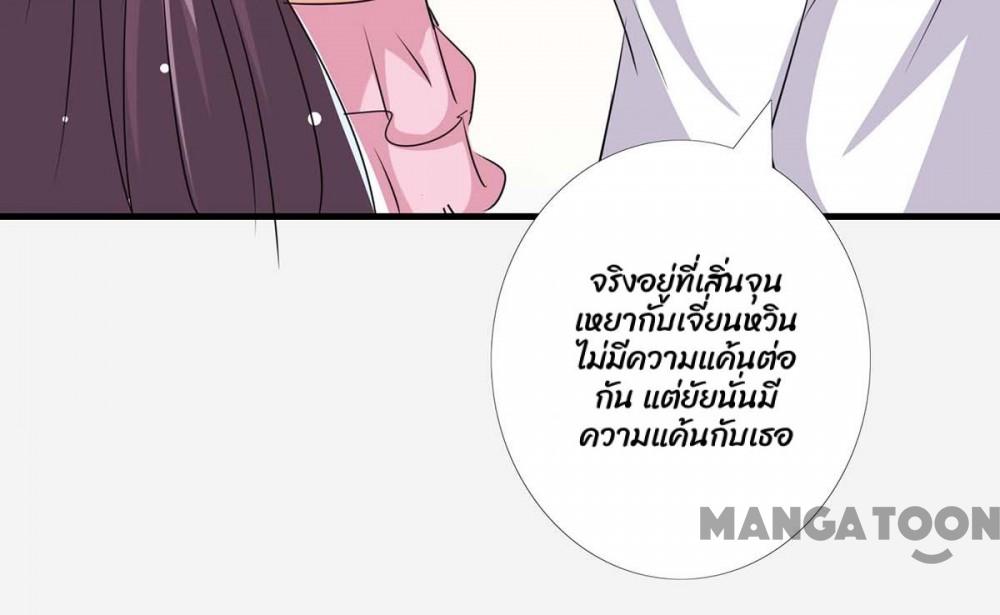 จริงอยู่ที่เสิ่นจุน
เหยากับเจี่ยนหวิน
ไม่มีความแค้นต่อ
กัน แต่ยัยนั่นมี
ความแค้นกับเธอ
MANGATOON